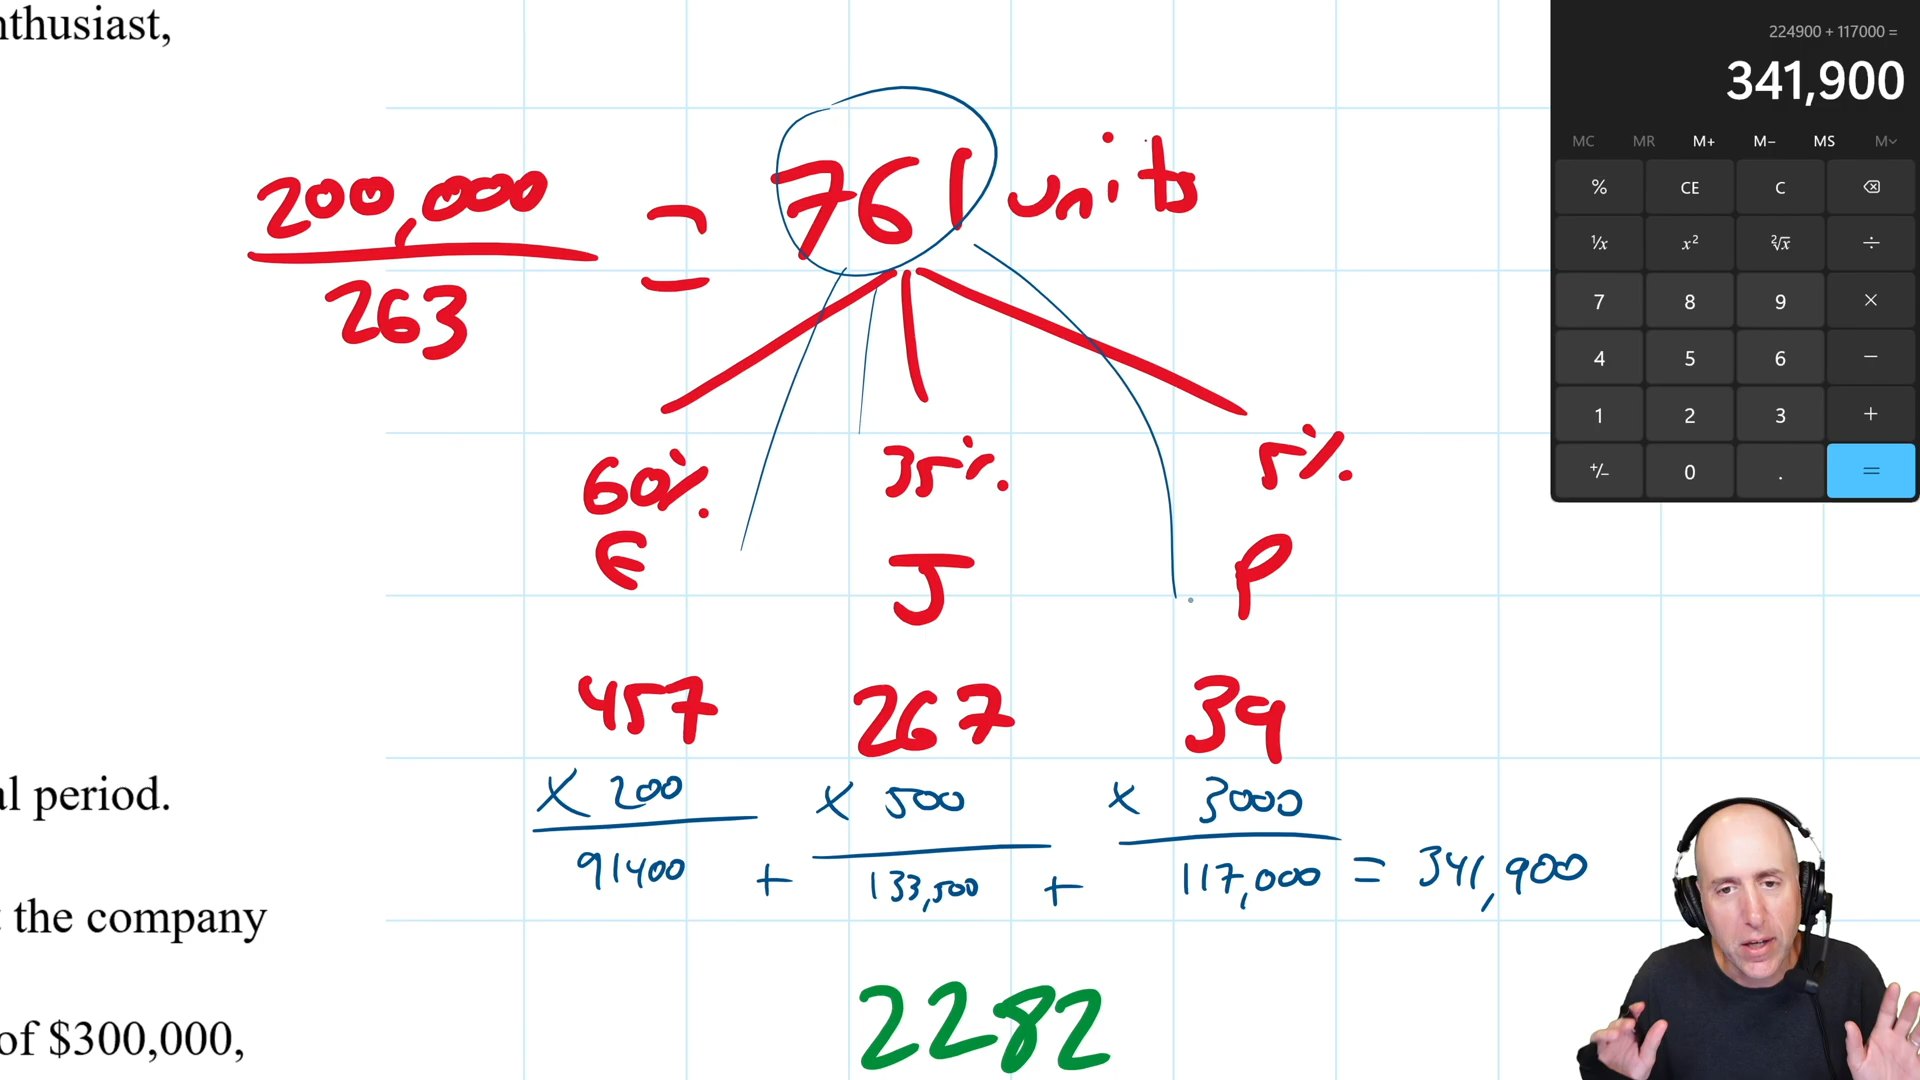 nthusiast,
200,000
263
= 761 units
60% 35% 5%
E J P
457 267 39
x 200 x 500 x 3000
91400 + 133,500 + 117,000 = 341,900
2282
al period.
t the company
of $300,000,
224900 + 117000 =
341,900
MC MR M+ M− MS M˅
% CE C ⌫
¹/x x² ²√x ÷
7 8 9 ×
4 5 6 −
1 2 3 +
+/− 0 . =